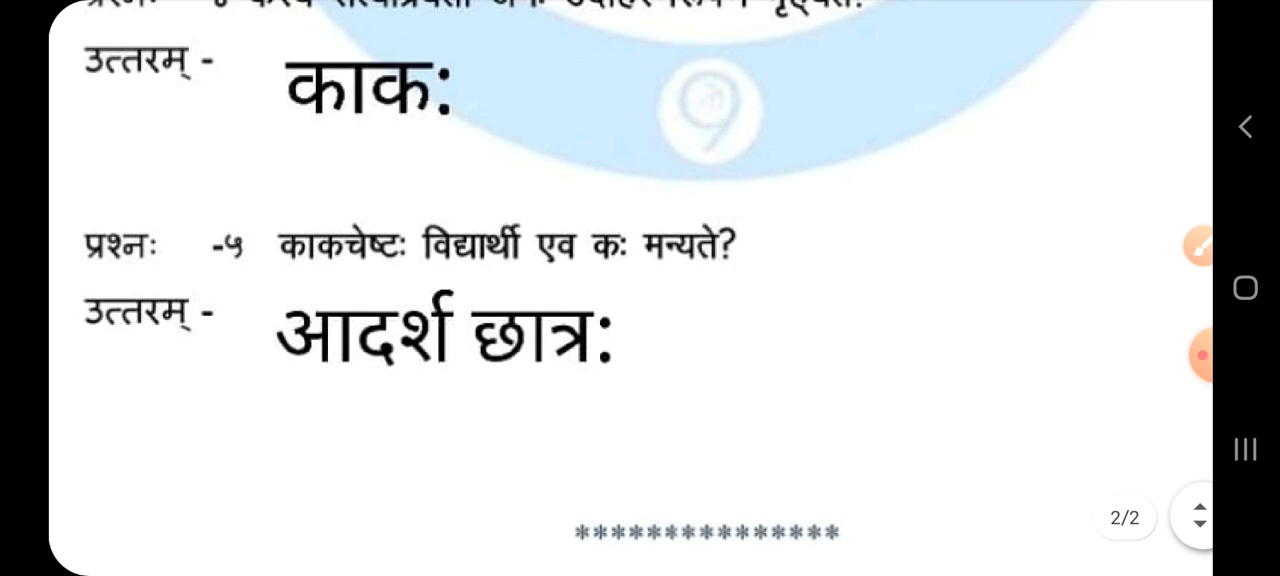 उत्तरम् -
काक:
प्रश्नः -५ काकचेष्टः विद्यार्थी एव कः मन्यते?
उत्तरम् -
आदर्श छात्र:
2/2
***************